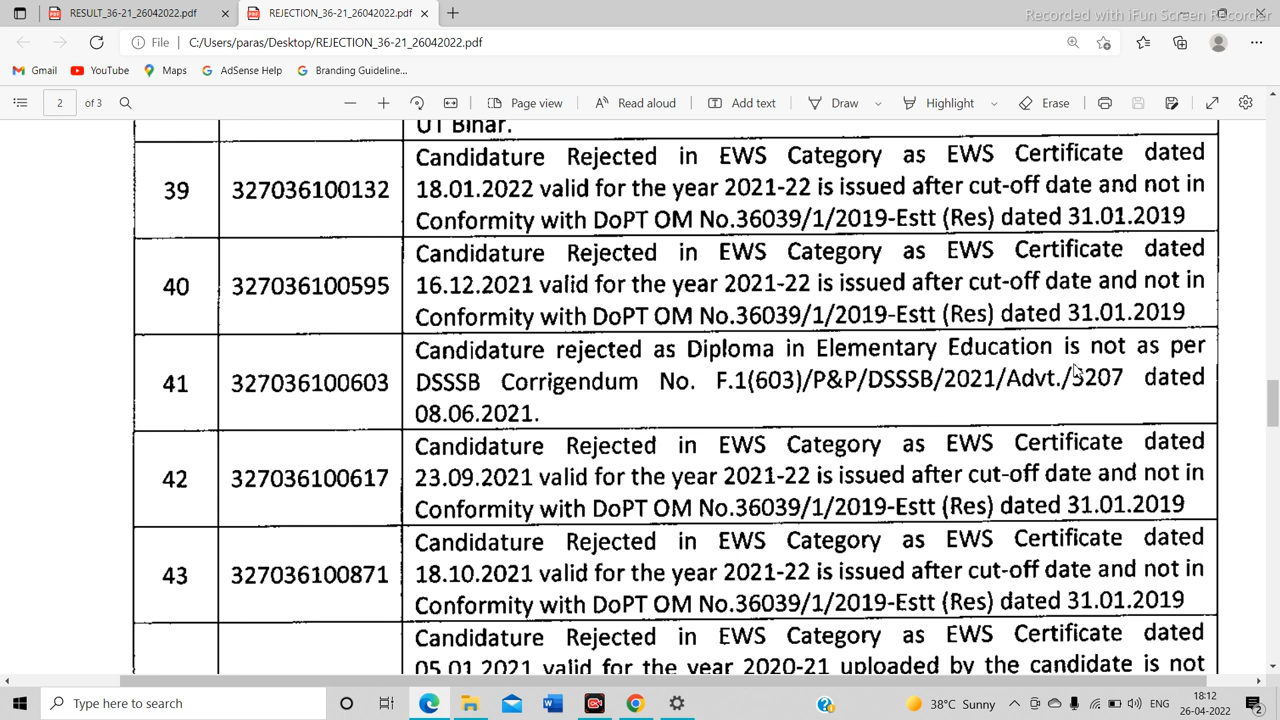 RESULT_36-21_26042022.pdf
REJECTION_36-21_26042022.pdf
Recorded with iFun Screen Recorder
File C:/Users/paras/Desktop/REJECTION_36-21_26042022.pdf
Gmail YouTube Maps AdSense Help Branding Guideline...
2 of 3 Page view Read aloud Add text Draw Highlight Erase
UT Bihar.
39 327036100132 Candidature Rejected in EWS Category as EWS Certificate dated
18.01.2022 valid for the year 2021-22 is issued after cut-off date and not in
Conformity with DoPT OM No.36039/1/2019-Estt (Res) dated 31.01.2019
40 327036100595 Candidature Rejected in EWS Category as EWS Certificate dated
16.12.2021 valid for the year 2021-22 is issued after cut-off date and not in
Conformity with DoPT OM No.36039/1/2019-Estt (Res) dated 31.01.2019
41 327036100603 Candidature rejected as Diploma in Elementary Education is not as per
DSSSB Corrigendum No. F.1(603)/P&P/DSSSB/2021/Advt./3207 dated
08.06.2021.
42 327036100617 Candidature Rejected in EWS Category as EWS Certificate dated
23.09.2021 valid for the year 2021-22 is issued after cut-off date and not in
Conformity with DoPT OM No.36039/1/2019-Estt (Res) dated 31.01.2019
43 327036100871 Candidature Rejected in EWS Category as EWS Certificate dated
18.10.2021 valid for the year 2021-22 is issued after cut-off date and not in
Conformity with DoPT OM No.36039/1/2019-Estt (Res) dated 31.01.2019
Candidature Rejected in EWS Category as EWS Certificate dated
05.01.2021 valid for the year 2020-21 uploaded by the candidate is not
Type here to search
38°C Sunny
18:12
26-04-2022
2